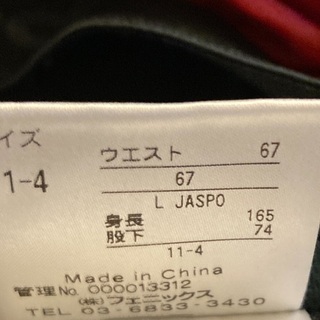 イズ
1-4
ウエスト 67
67
L JASPO
身長 165
股下 74
11-4
Made in China
管理No. 000013312
(株)フェニックス
TEL 03-6833-3430